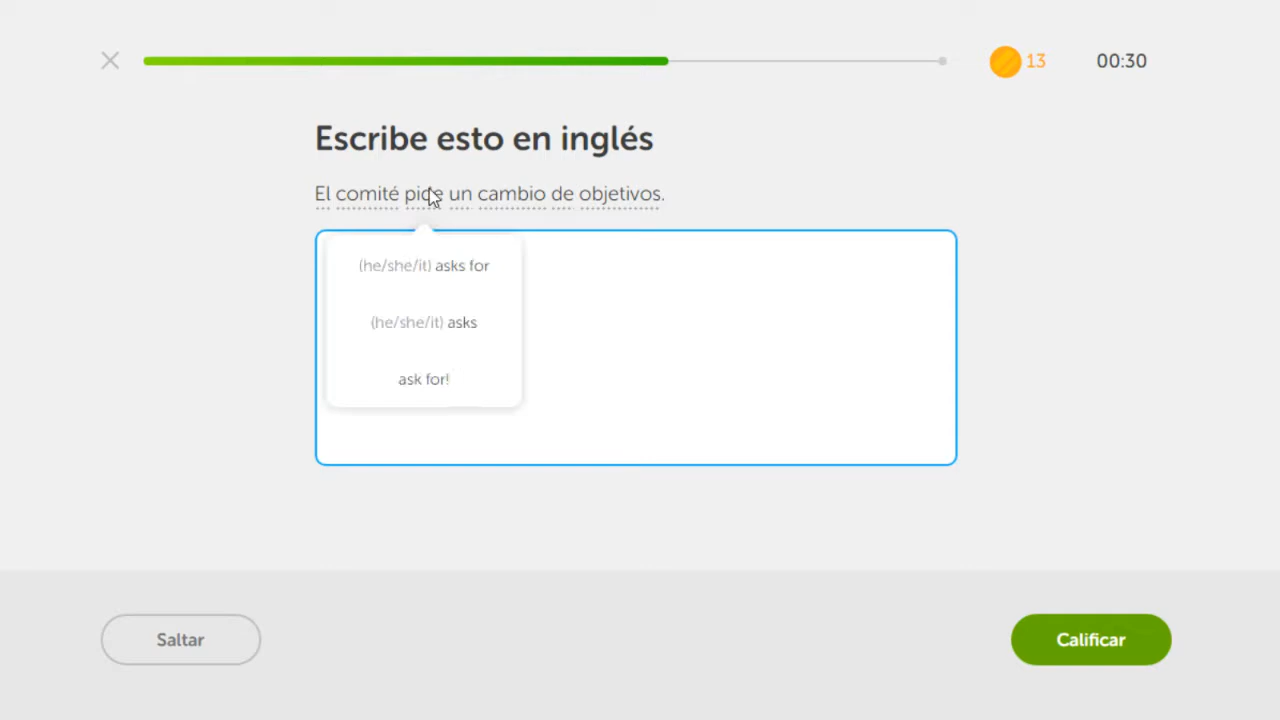 13
00:30
Escribe esto en inglés
El comité pide un cambio de objetivos.
(he/she/it) asks for
(he/she/it) asks
ask for!
Saltar
Calificar